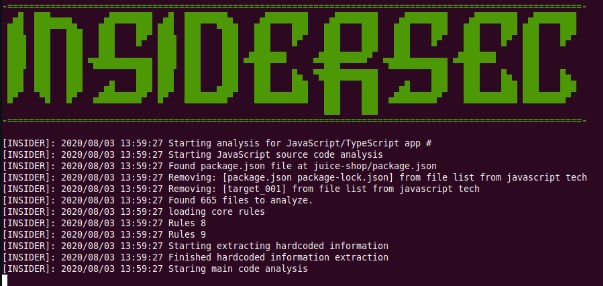 INSIDERSEC
[INSIDER]: 2020/08/03 13:59:27 Starting analysis for JavaScript/TypeScript app #
[INSIDER]: 2020/08/03 13:59:27 Starting JavaScript source code analysis
[INSIDER]: 2020/08/03 13:59:27 Found package.json file at juice-shop/package.json
[INSIDER]: 2020/08/03 13:59:27 Removing: [package.json package-lock.json] from file list from javascript tech
[INSIDER]: 2020/08/03 13:59:27 Removing: [target_001] from file list from javascript tech
[INSIDER]: 2020/08/03 13:59:27 Found 665 files to analyze.
[INSIDER]: 2020/08/03 13:59:27 loading core rules
[INSIDER]: 2020/08/03 13:59:27 Rules 8
[INSIDER]: 2020/08/03 13:59:27 Rules 9
[INSIDER]: 2020/08/03 13:59:27 Starting extracting hardcoded information
[INSIDER]: 2020/08/03 13:59:27 Finished hardcoded information extraction
[INSIDER]: 2020/08/03 13:59:27 Staring main code analysis